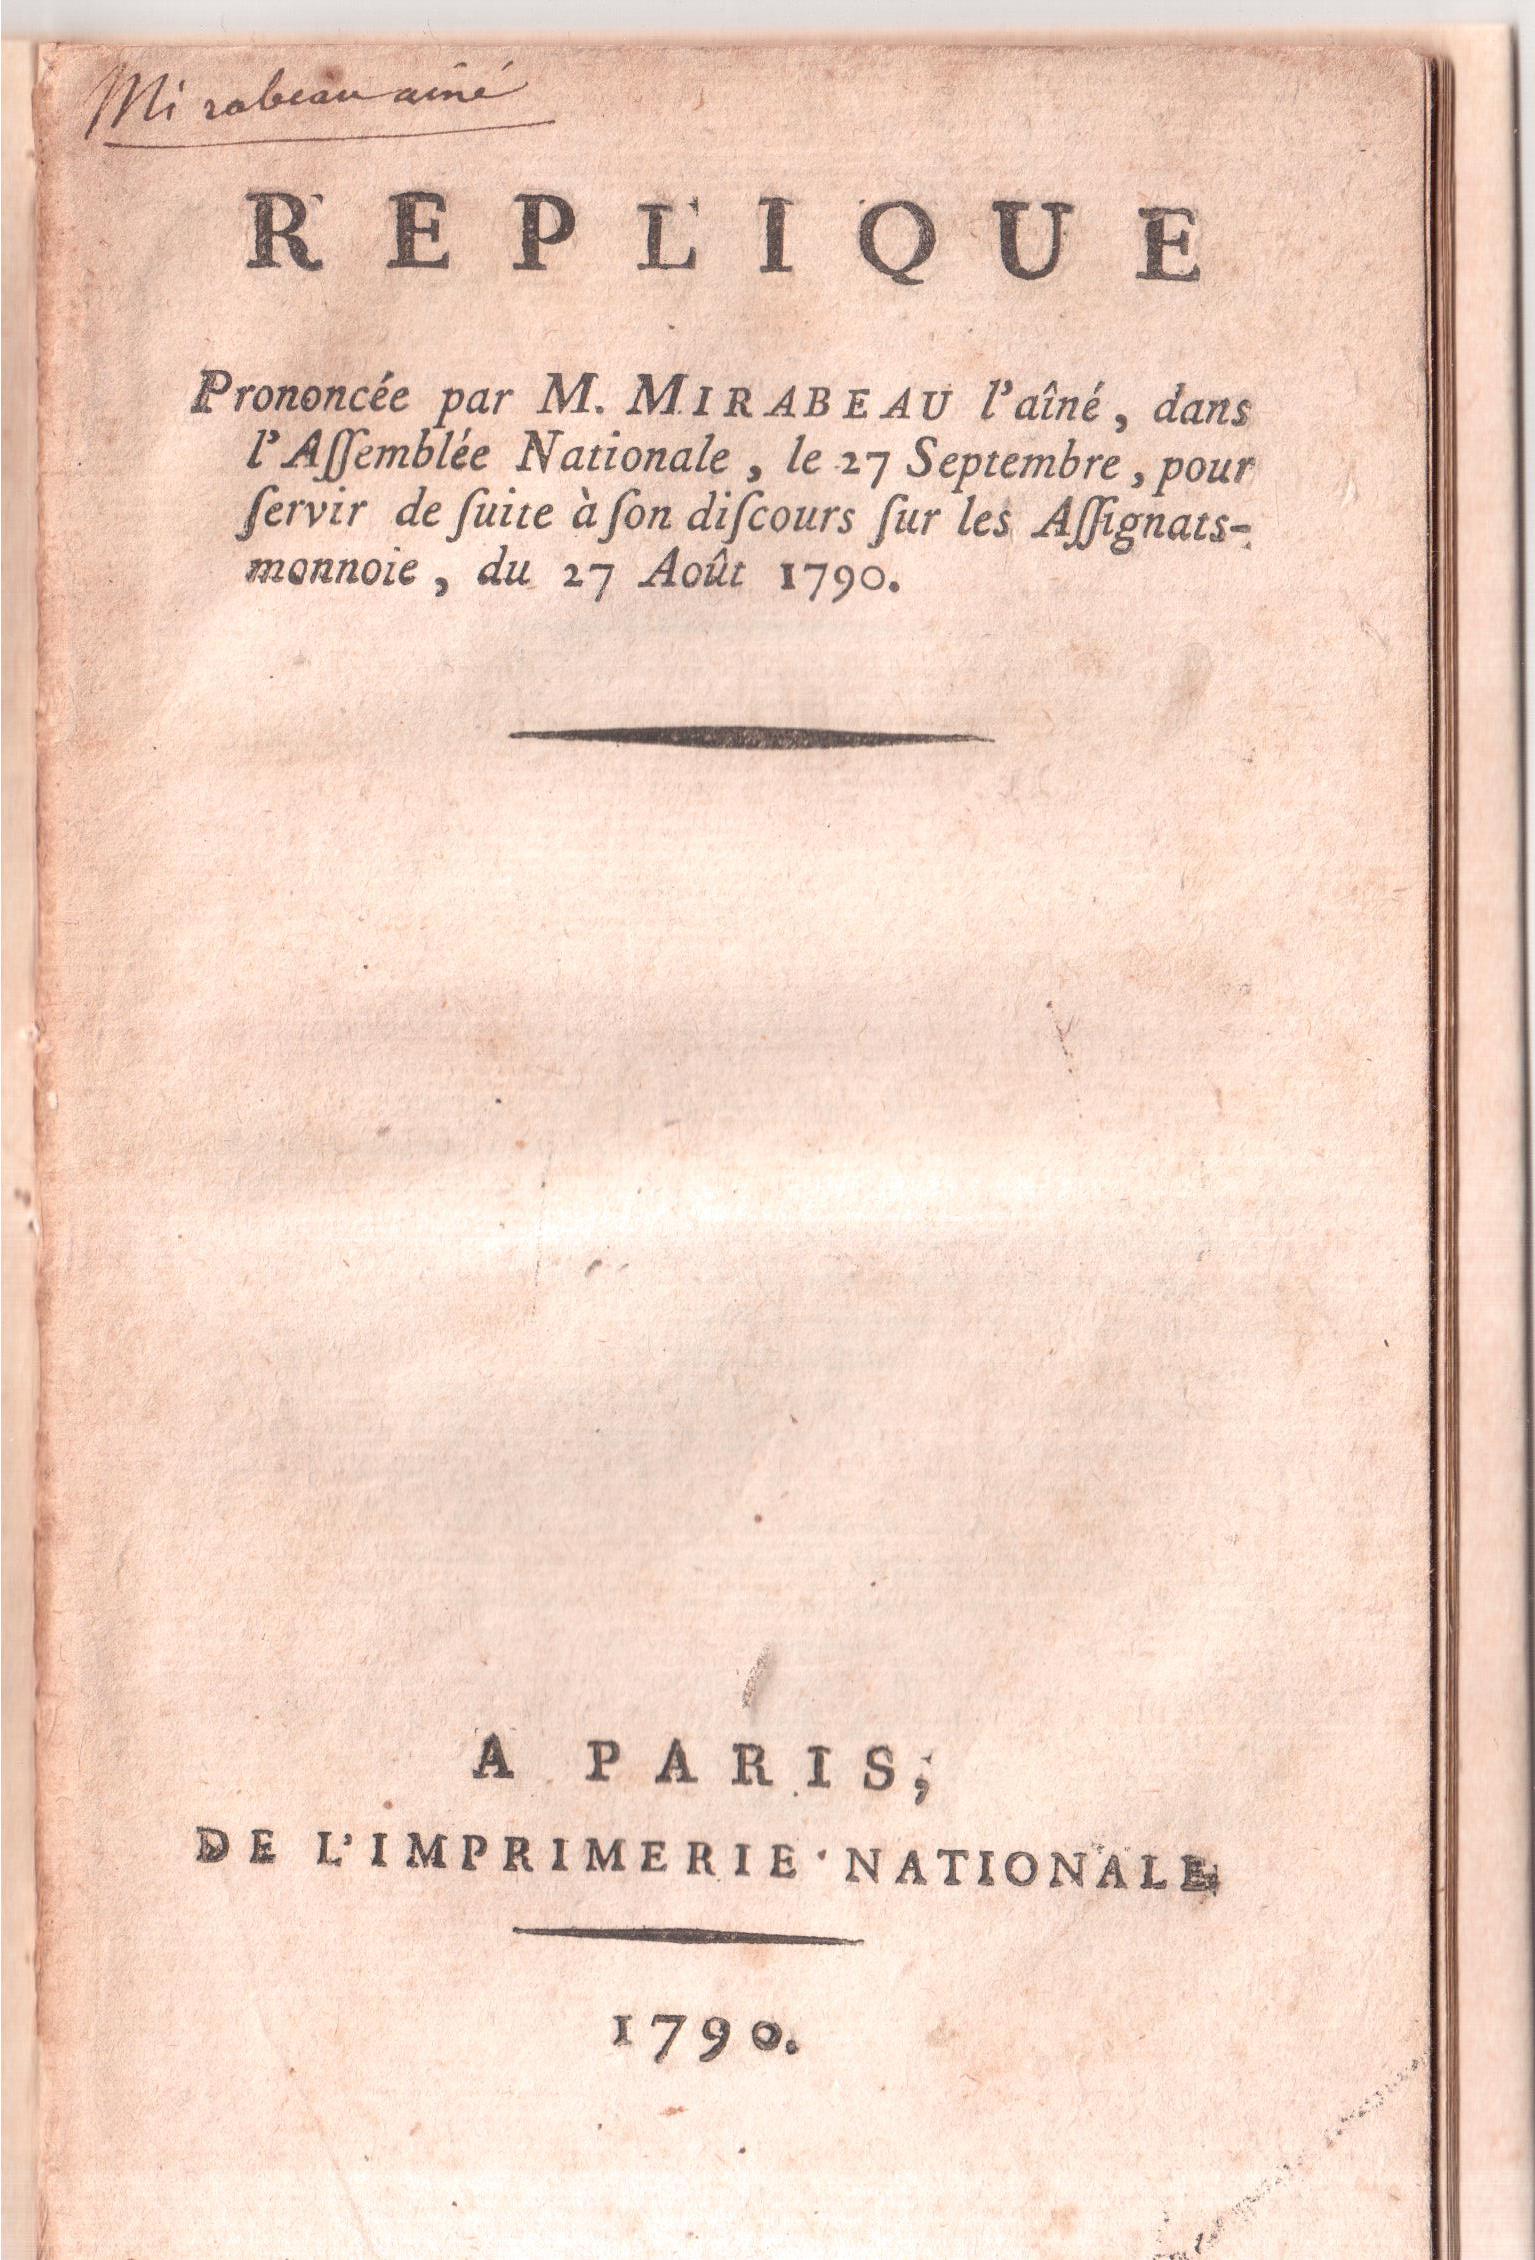 Mirabeau aîné
REPLIQUE
Prononcée par M. MIRABEAU l'aîné, dans
l'Aſſemblée Nationale, le 27 Septembre, pour
ſervir de ſuite à ſon diſcours ſur les Aſſignats-
monnoie, du 27 Août 1790.
A PARIS,
DE L'IMPRIMERIE NATIONALE
1790.